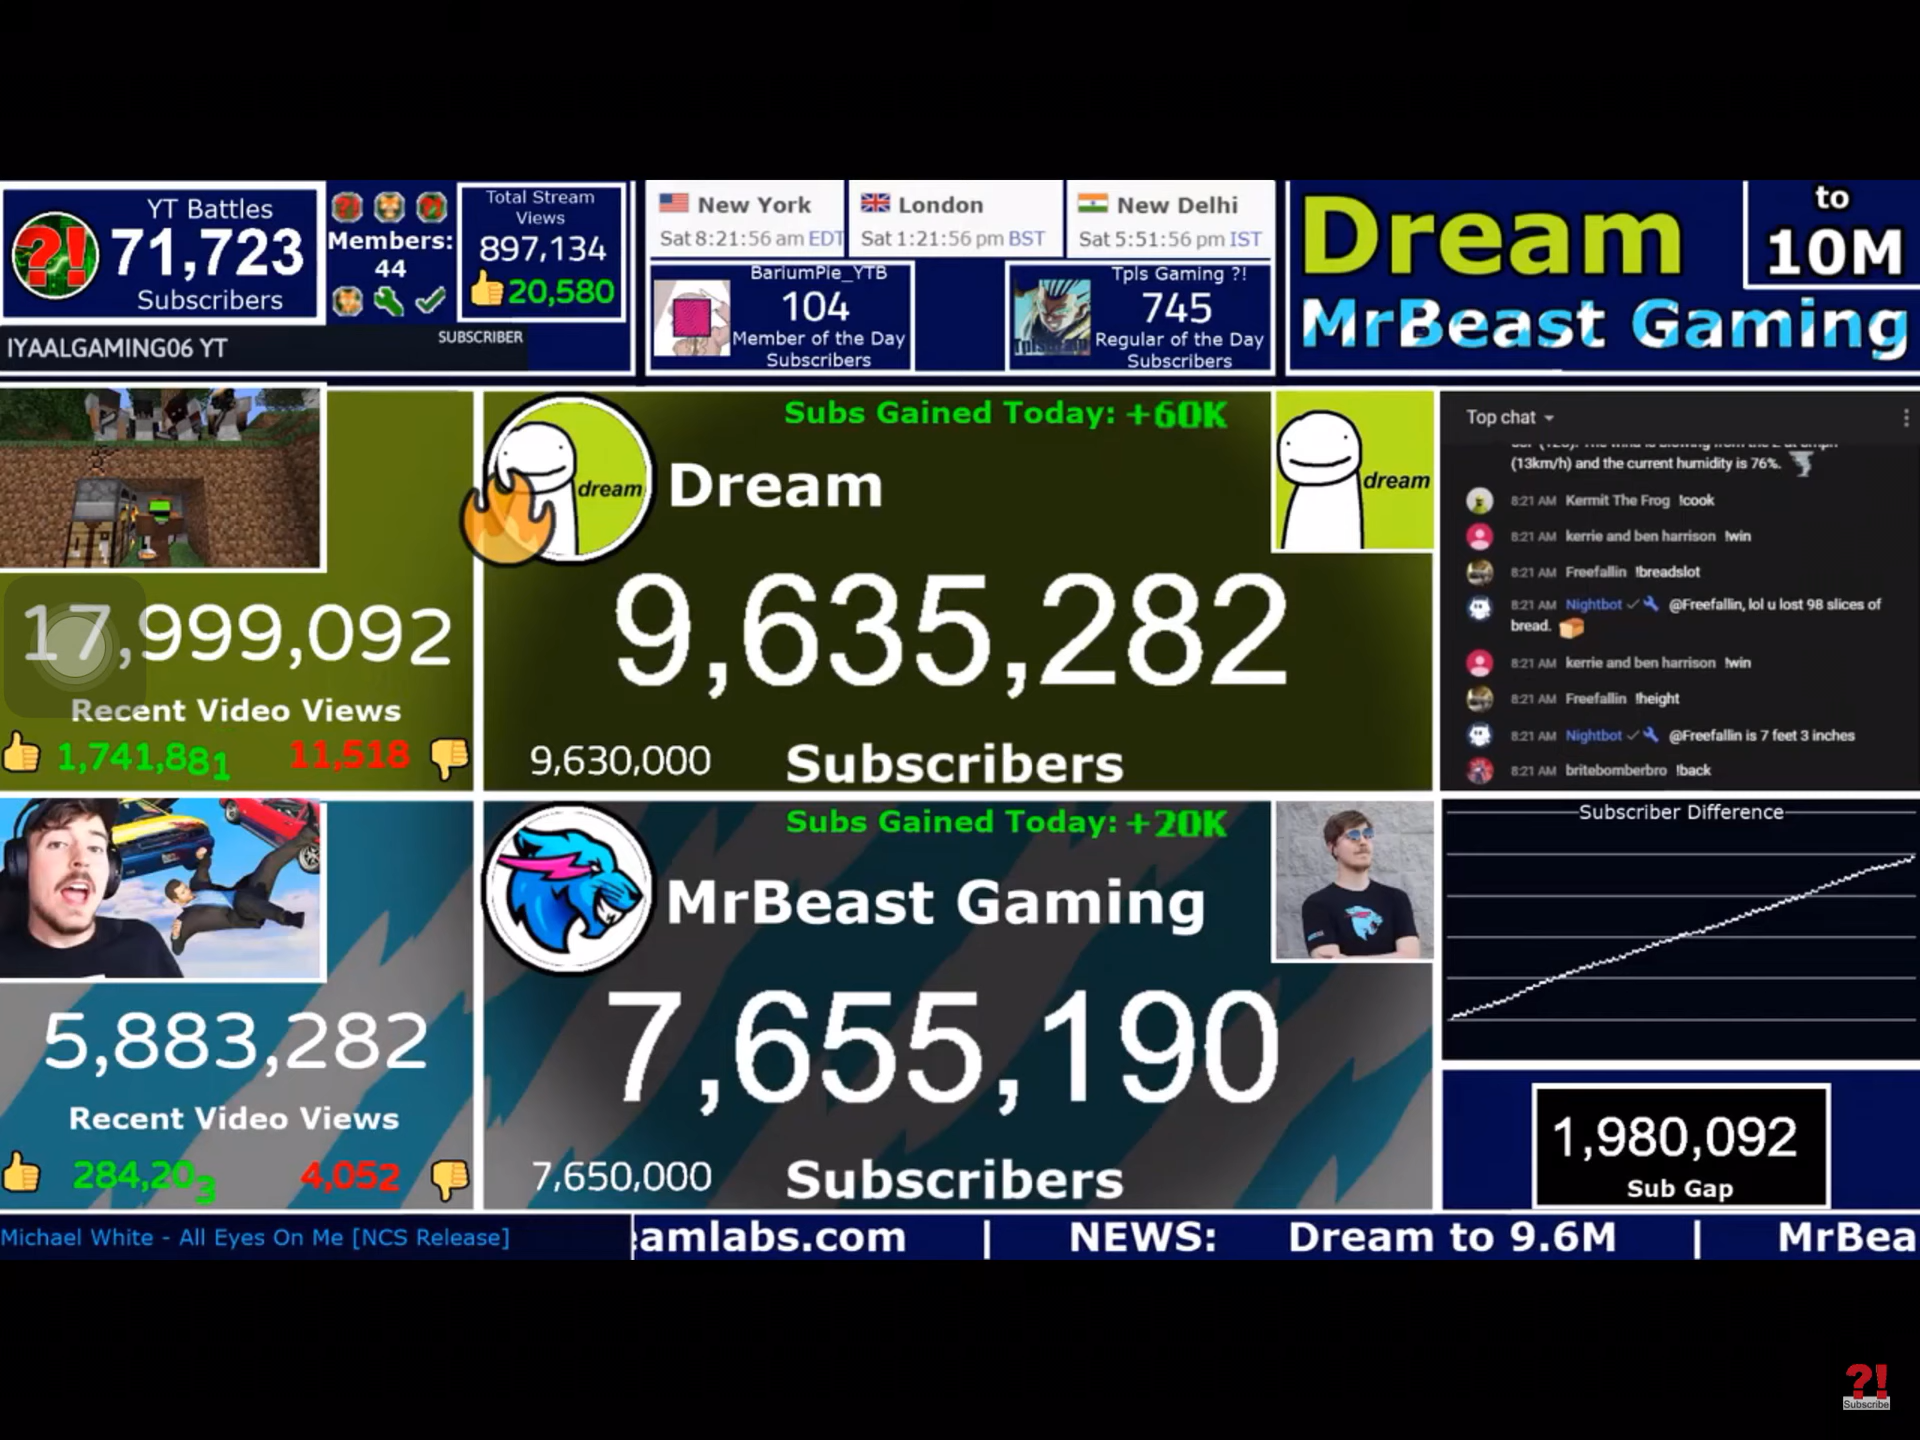 YT Battles
71,723
Subscribers
Members:
44
Total Stream
Views
897,134
20,580
IYAALGAMING06 YT
SUBSCRIBER
New York
Sat 8:21:56 am EDT
London
Sat 1:21:56 pm BST
New Delhi
Sat 5:51:56 pm IST
BariumPie_YTB
104
Member of the Day
Subscribers
Tpls Gaming ?!
745
Regular of the Day
Subscribers
Dream
to
10M
MrBeast Gaming
17,999,092
Recent Video Views
1,741,881
11,518
Subs Gained Today: +60K
dream
Dream
dream
9,635,282
9,630,000
Subscribers
Top chat
(13km/h) and the current humidity is 76%.
8:21 AM Kermit The Frog !cook
8:21 AM kerrie and ben harrison !win
8:21 AM Freefallin !breadslot
8:21 AM Nightbot @Freefallin, lol u lost 98 slices of
bread.
8:21 AM kerrie and ben harrison !win
8:21 AM Freefallin !height
8:21 AM Nightbot @Freefallin is 7 feet 3 inches
8:21 AM britebomberbro !back
5,883,282
Recent Video Views
284,203
4,052
Subs Gained Today: +20K
MrBeast Gaming
7,655,190
7,650,000
Subscribers
Subscriber Difference
1,980,092
Sub Gap
Michael White - All Eyes On Me [NCS Release]
amlabs.com | NEWS: Dream to 9.6M | MrBea
?!
Subscribe